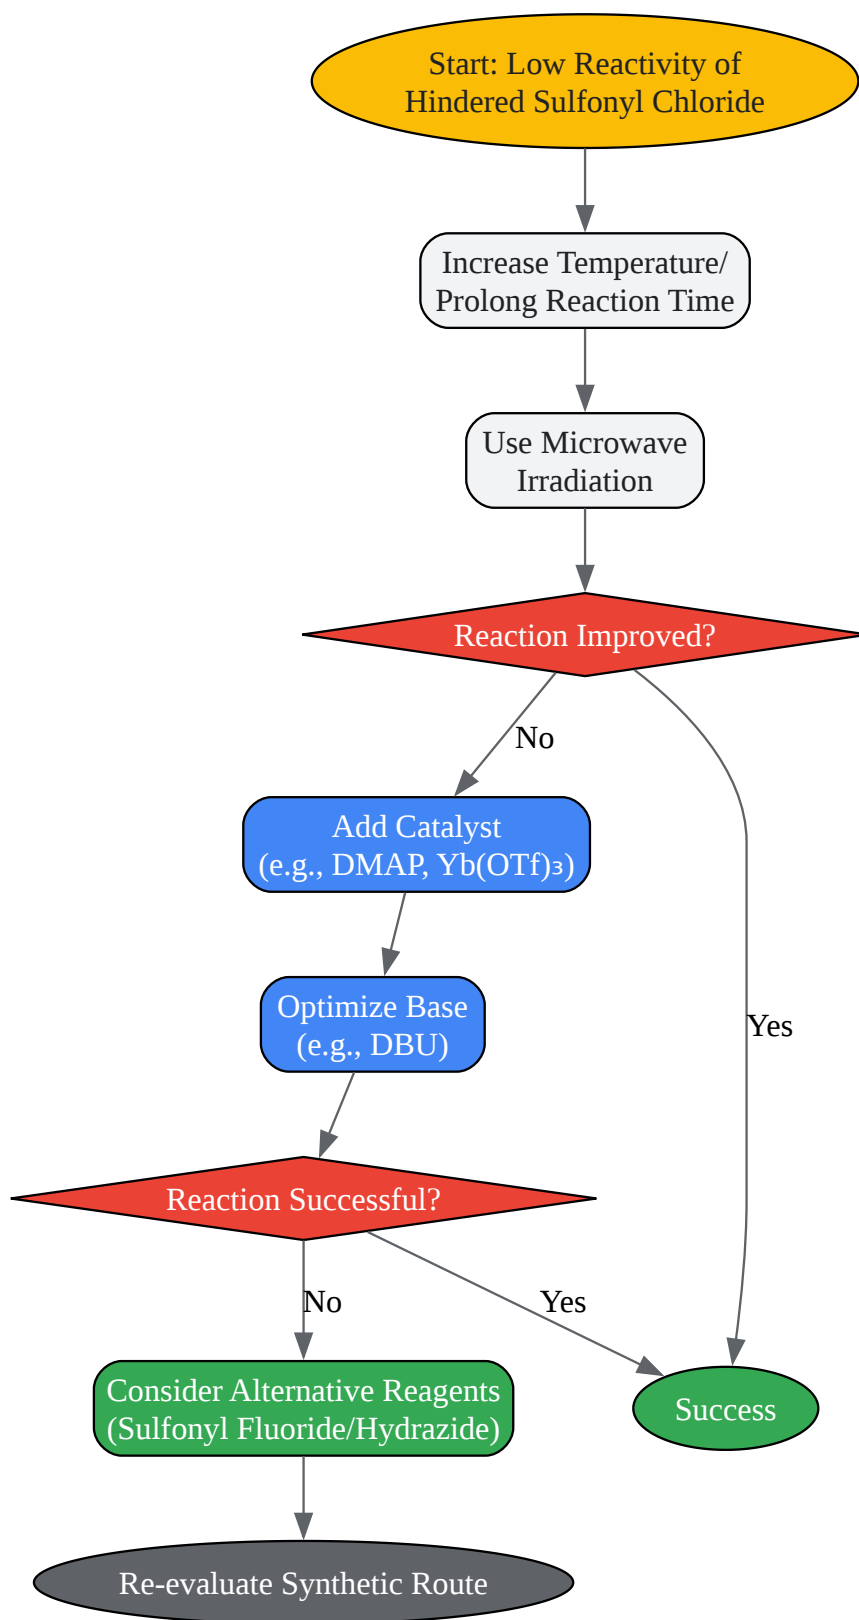 Start: Low Reactivity of
Hindered Sulfonyl Chloride
Increase Temperature/
Prolong Reaction Time
Use Microwave
Irradiation
Reaction Improved?
No
Add Catalyst
(e.g., DMAP, Yb(OTf)₃)
Optimize Base
(e.g., DBU)
Yes
Reaction Successful?
No
Yes
Consider Alternative Reagents
(Sulfonyl Fluoride/Hydrazide)
Success
Re-evaluate Synthetic Route